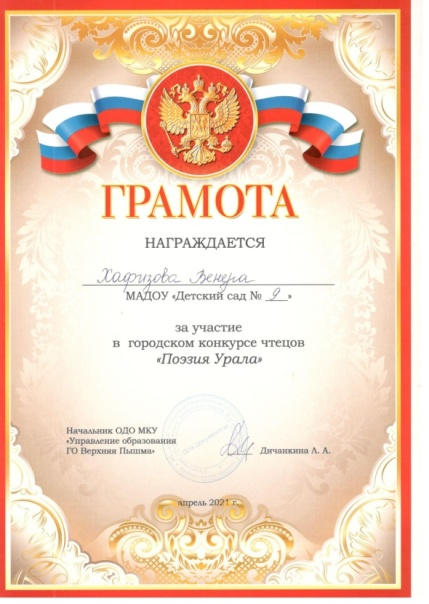 ГРАМОТА
НАГРАЖДАЕТСЯ
Хафизова Венера
МАДОУ «Детский сад № 9»
за участие
в городском конкурсе чтецов
«Поэзия Урала»
Начальник ОДО МКУ
«Управление образования
ГО Верхняя Пышма»
Дичанкина Л. А.
апрель 2021 г.